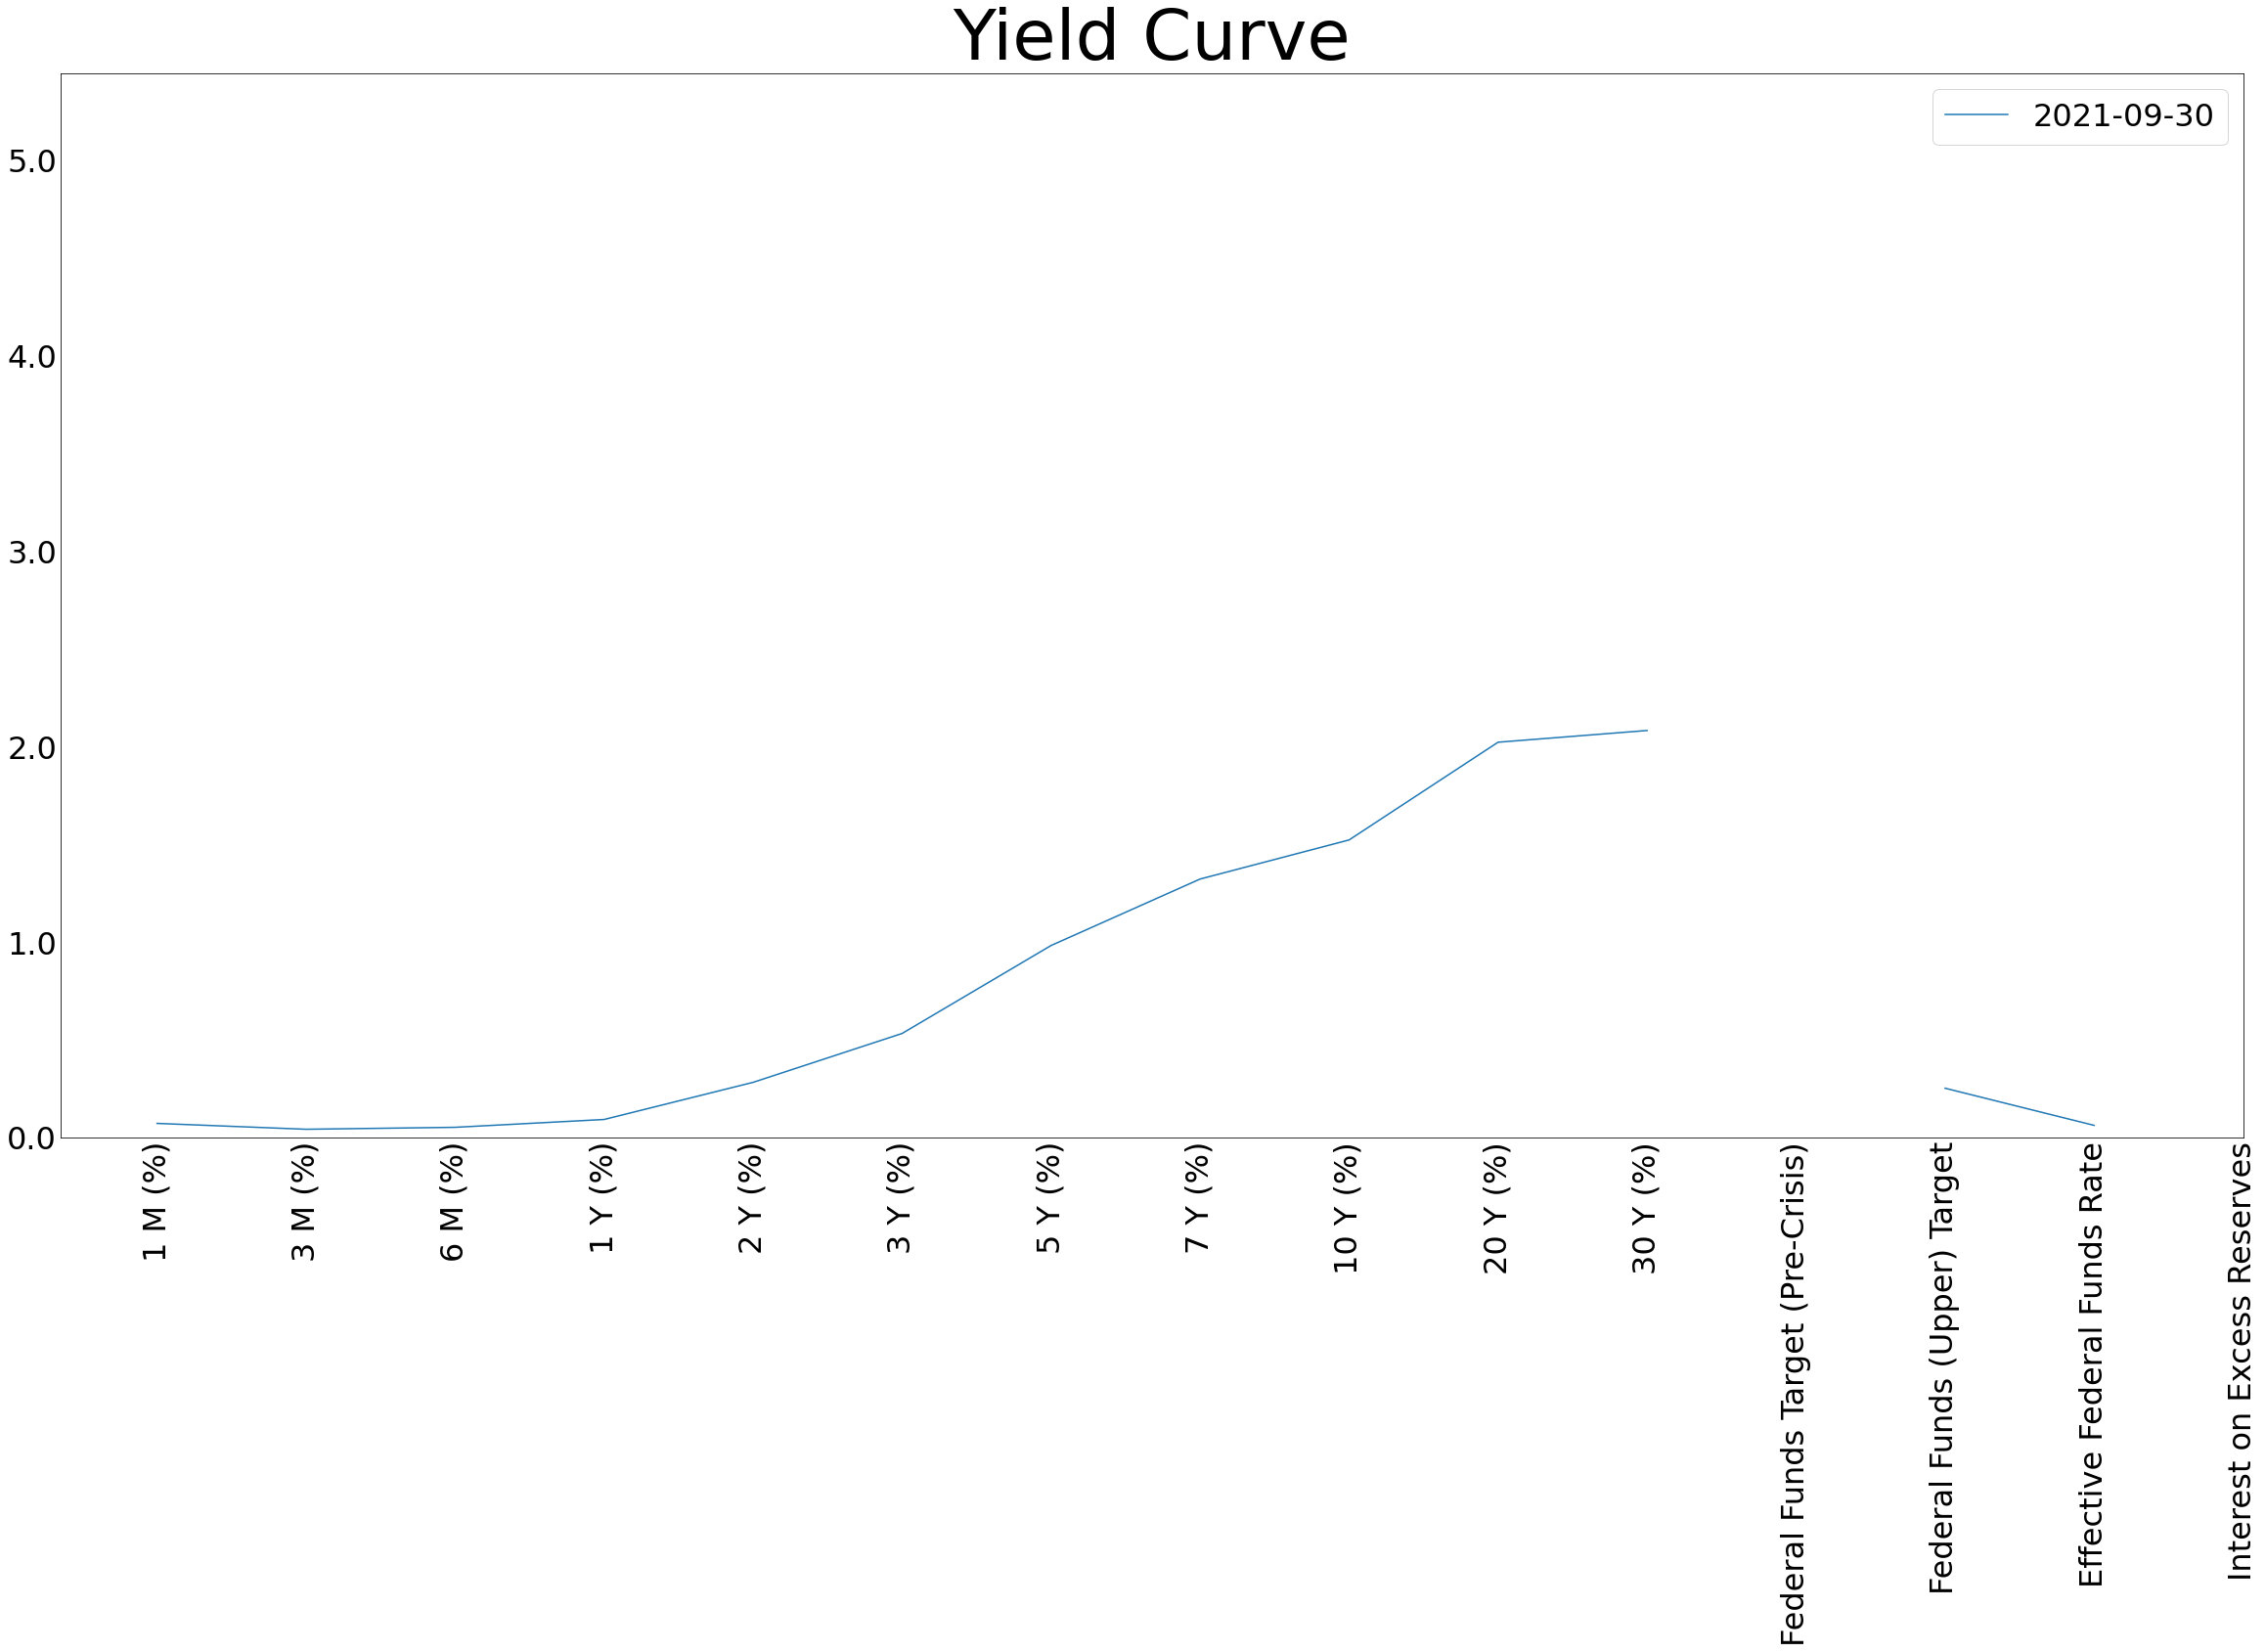 Yield Curve
2021-09-30
5.0
4.0
3.0
2.0
1.0
0.0
1 M (%)
3 M (%)
6 M (%)
1 Y (%)
2 Y (%)
3 Y (%)
5 Y (%)
7 Y (%)
10 Y (%)
20 Y (%)
30 Y (%)
Federal Funds Target (Pre-Crisis)
Federal Funds (Upper) Target
Effective Federal Funds Rate
Interest on Excess Reserves